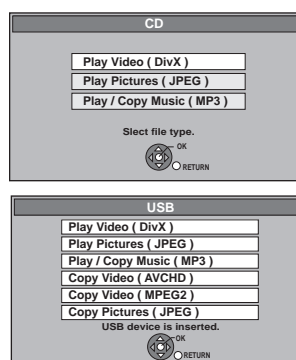 CD
Play Video ( DivX )
Play Pictures ( JPEG )
Play / Copy Music ( MP3 )
Slect file type.
OK
RETURN
USB
Play Video ( DivX )
Play Pictures ( JPEG )
Play / Copy Music ( MP3 )
Copy Video ( AVCHD )
Copy Video ( MPEG2 )
Copy Pictures ( JPEG )
USB device is inserted.
OK
RETURN